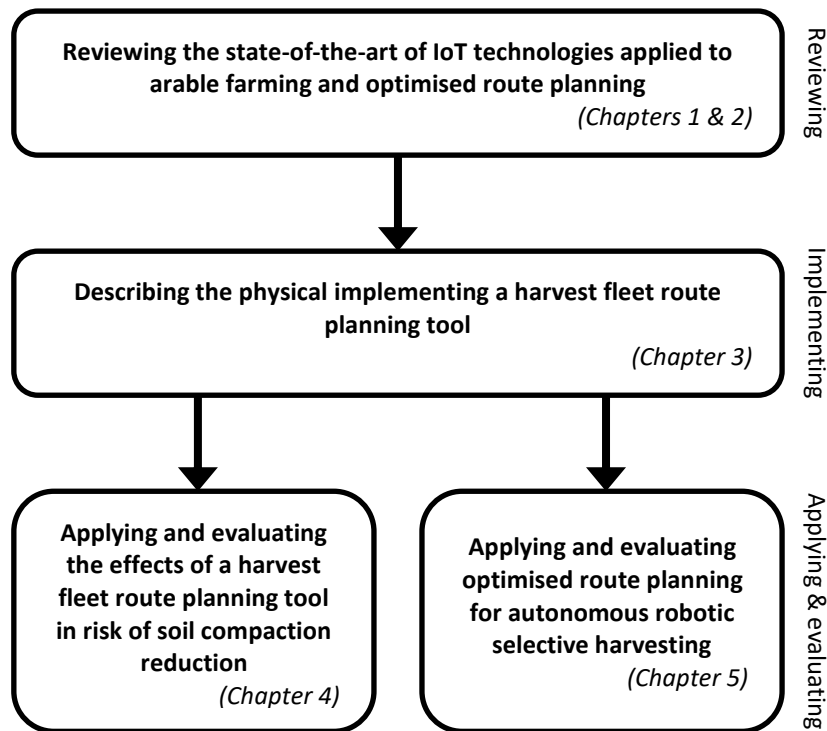 Reviewing the state-of-the-art of IoT technologies applied to
arable farming and optimised route planning
(Chapters 1 & 2)
Reviewing
Describing the physical implementing a harvest fleet route
planning tool
(Chapter 3)
Implementing
Applying and evaluating
the effects of a harvest
fleet route planning tool
in risk of soil compaction
reduction
(Chapter 4)
Applying and evaluating
optimised route planning
for autonomous robotic
selective harvesting
(Chapter 5)
Applying & evaluating